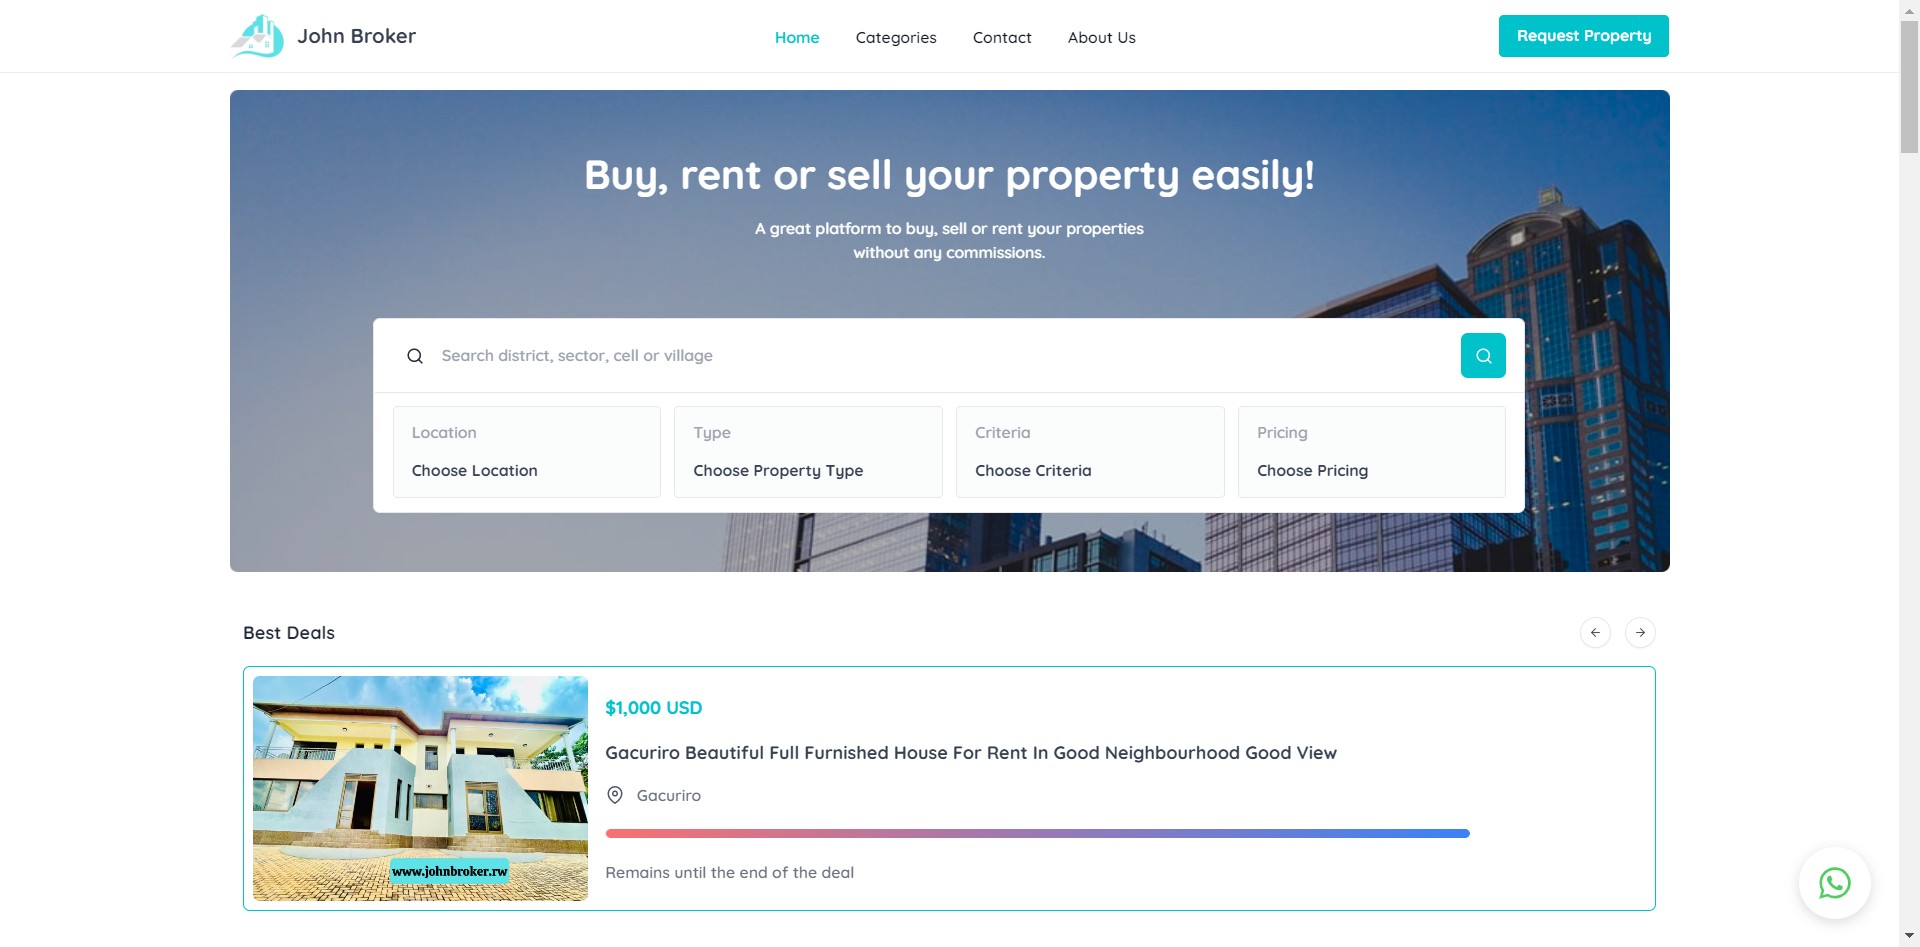 John Broker
Home
Categories
Contact
About Us
Request Property
Buy, rent or sell your property easily!
A great platform to buy, sell or rent your properties
without any commissions.
Search district, sector, cell or village
Location
Choose Location
Type
Choose Property Type
Criteria
Choose Criteria
Pricing
Choose Pricing
Best Deals
$1,000 USD
Gacuriro Beautiful Full Furnished House For Rent In Good Neighbourhood Good View
Gacuriro
Remains until the end of the deal
www.johnbroker.rw